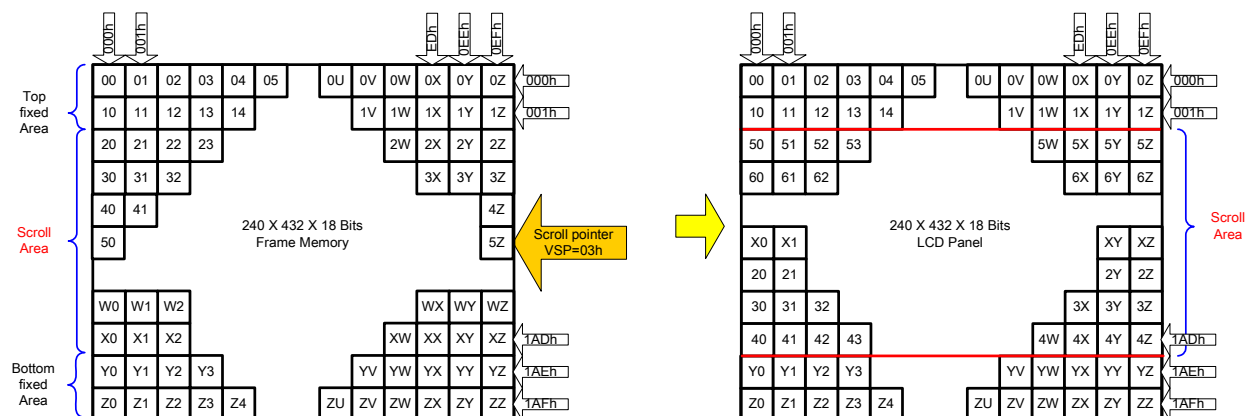 000h 001h EDh 0EEh 0EFh
000h 001h EDh 0EEh 0EFh
00 01 02 03 04 05 0U 0V 0W 0X 0Y 0Z 000h
00 01 02 03 04 05 0U 0V 0W 0X 0Y 0Z 000h
Top
fixed
Area
10 11 12 13 14 1V 1W 1X 1Y 1Z 001h
10 11 12 13 14 1V 1W 1X 1Y 1Z 001h
20 21 22 23 2W 2X 2Y 2Z
50 51 52 53 5W 5X 5Y 5Z
30 31 32 3X 3Y 3Z
60 61 62 6X 6Y 6Z
40 41 4Z
Scroll
Area
50 5Z
240 X 432 X 18 Bits
Frame Memory
Scroll pointer
VSP=03h
240 X 432 X 18 Bits
LCD Panel
Scroll
Area
X0 X1 XY XZ
20 21 2Y 2Z
W0 W1 W2 WX WY WZ
30 31 32 3X 3Y 3Z
X0 X1 X2 XW XX XY XZ 1ADh
40 41 42 43 4W 4X 4Y 4Z 1ADh
Bottom
fixed
Area
Y0 Y1 Y2 Y3 YV YW YX YY YZ 1AEh
Y0 Y1 Y2 Y3 YV YW YX YY YZ 1AEh
Z0 Z1 Z2 Z3 Z4 ZU ZV ZW ZX ZY ZZ 1AFh
Z0 Z1 Z2 Z3 Z4 ZU ZV ZW ZX ZY ZZ 1AFh